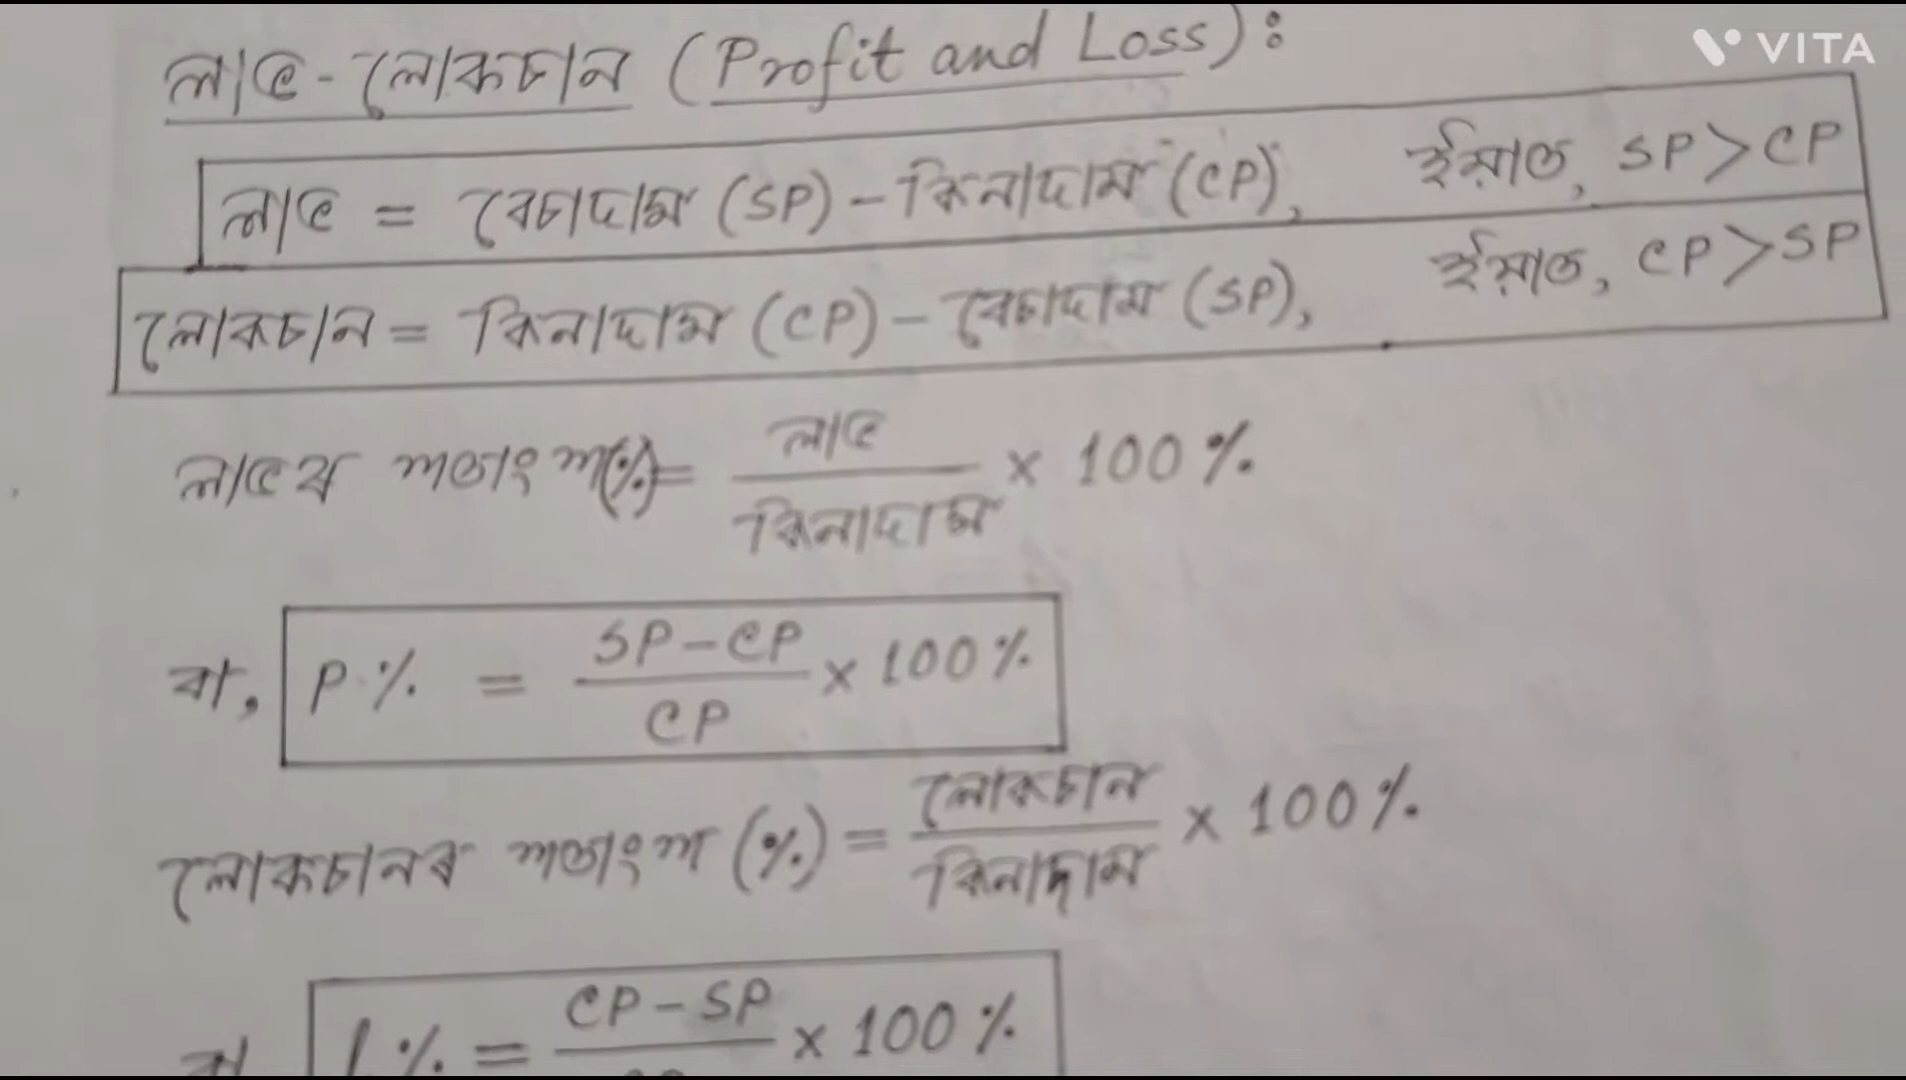 লাভ-লোকচান (Profit and Loss):
VITA
লাভ = বেচাদাম (SP) - কিনাদাম (CP), ইয়াত, SP > CP
লোকচান = কিনাদাম (CP) - বেচাদাম (SP), ইয়াত, CP > SP
লাভৰ শতাংশ(%) = লাভ / কিনাদাম × 100%
বা, P% = SP-CP / CP × 100%
লোকচানৰ শতাংশ (%) = লোকচান / কিনাদাম × 100%
বা L% = CP-SP / CP × 100%